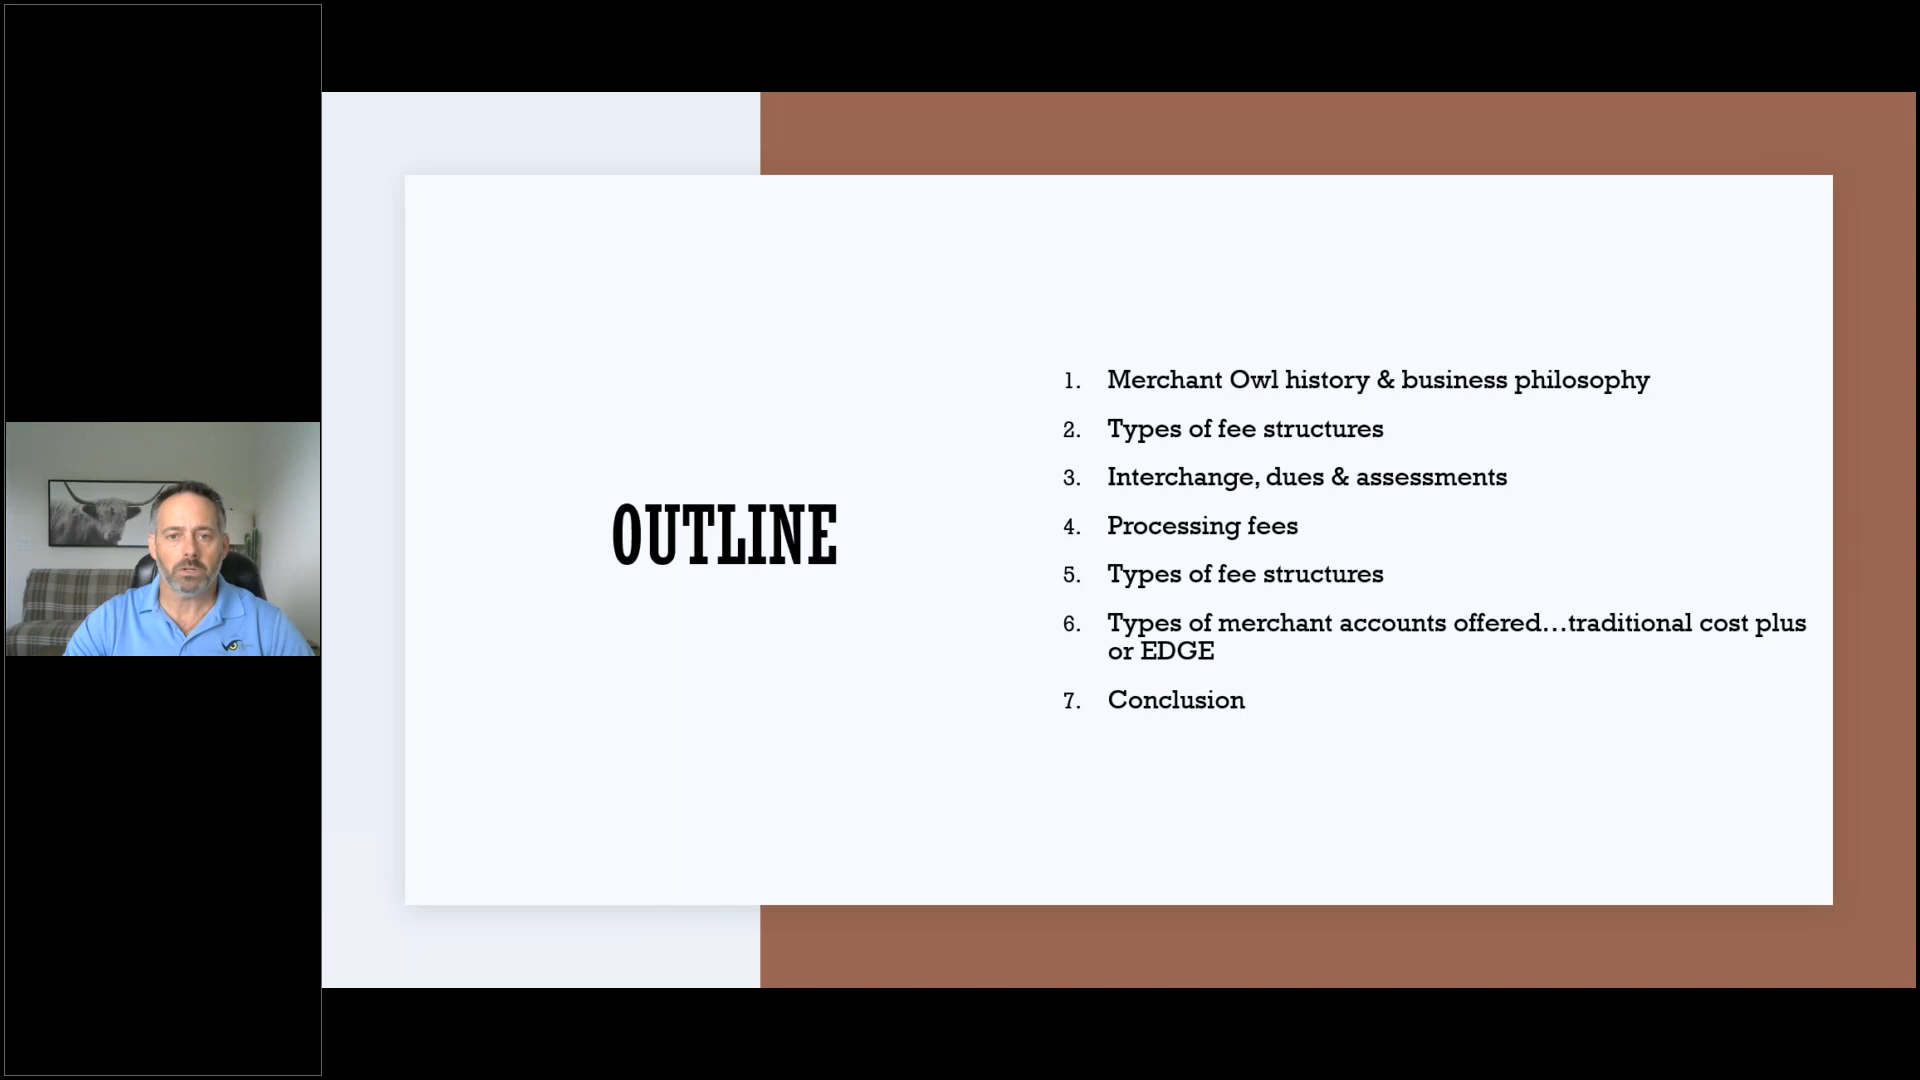 OUTLINE
1. Merchant Owl history & business philosophy
2. Types of fee structures
3. Interchange, dues & assessments
4. Processing fees
5. Types of fee structures
6. Types of merchant accounts offered...traditional cost plus
or EDGE
7. Conclusion